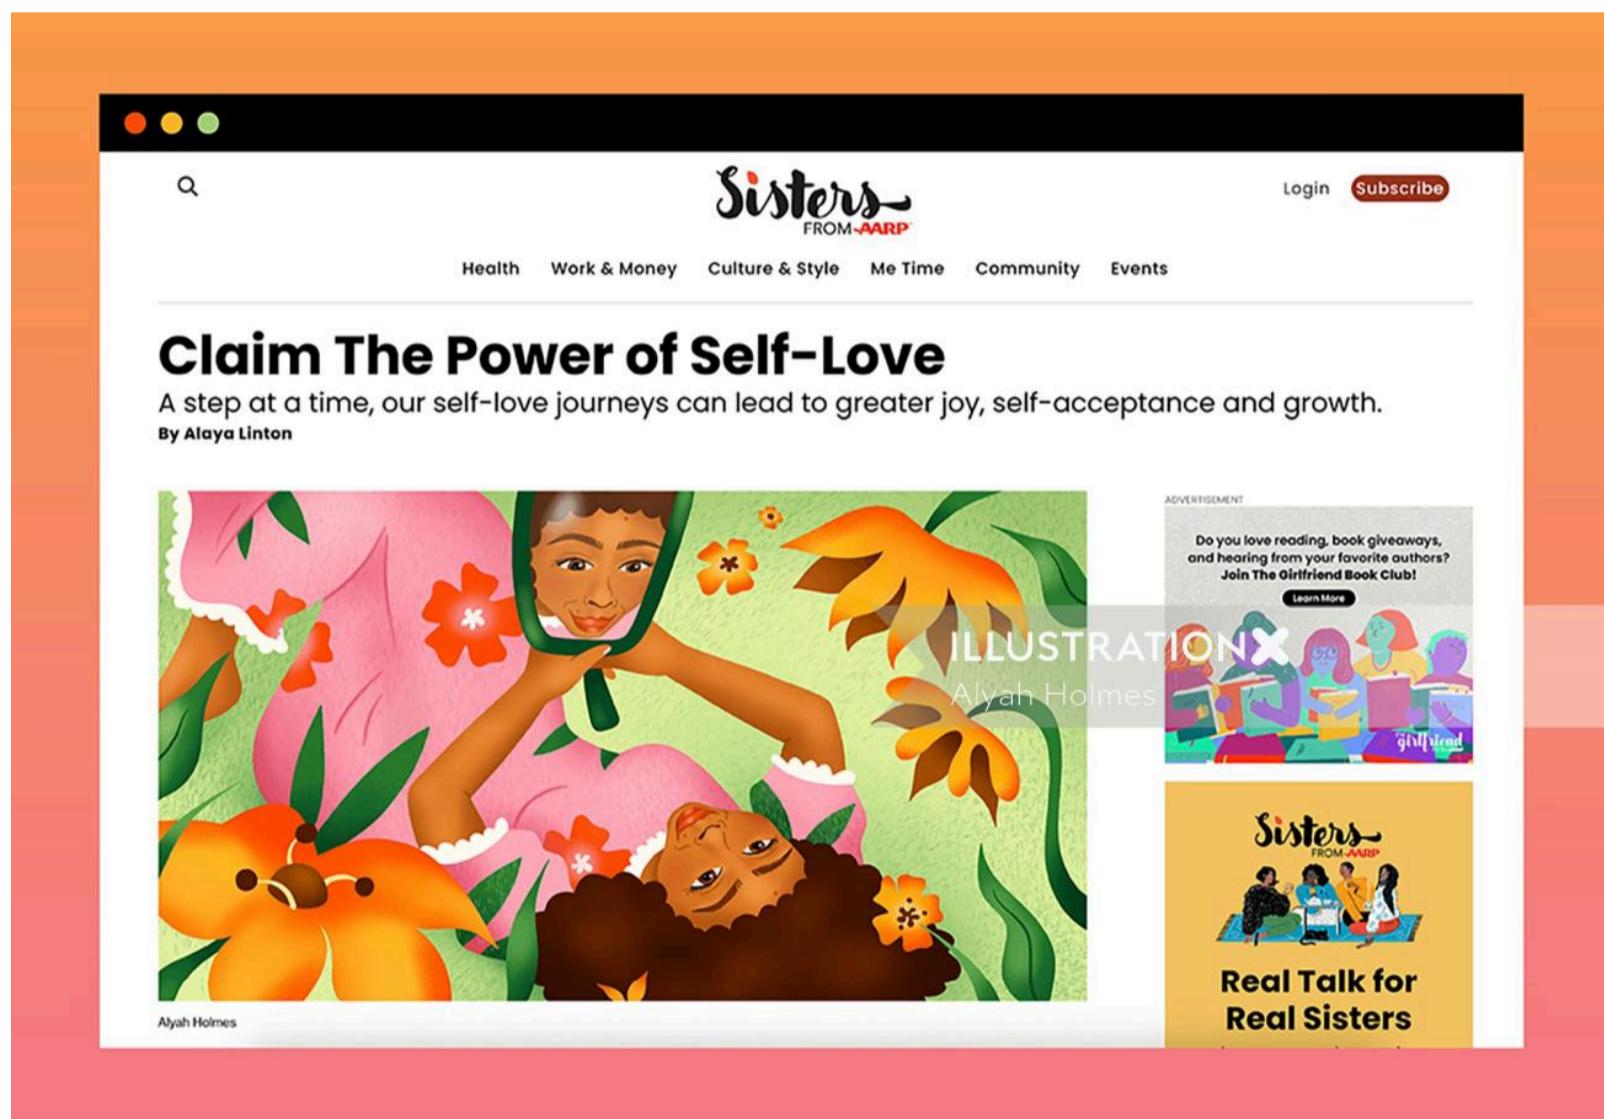 Sisters
FROM AARP
Login
Subscribe
Health
Work & Money
Culture & Style
Me Time
Community
Events
Claim The Power of Self-Love
A step at a time, our self-love journeys can lead to greater joy, self-acceptance and growth.
By Alaya Linton
Alyah Holmes
ADVERTISEMENT
Do you love reading, book giveaways,
and hearing from your favorite authors?
Join The Girlfriend Book Club!
Learn More
ILLUSTRATIONX
Alyah Holmes
girlfriend
Sisters
FROM AARP
Real Talk for
Real Sisters